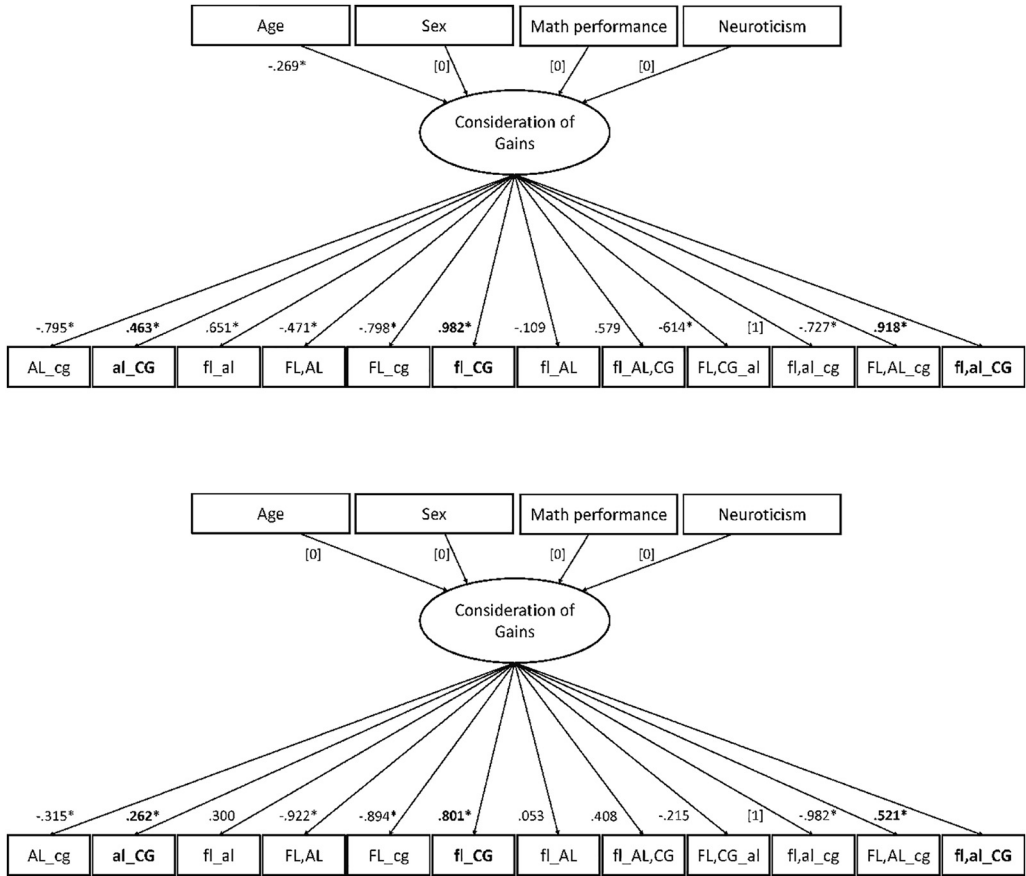 Age Sex Math performance Neuroticism
-.269* [0] [0] [0]
Consideration of
Gains
-.795* .463* .651* -.471* -.798* .982* -.109 .579 -614* [1] -.727* .918*
AL_cg al_CG fl_al FL,AL FL_cg fl_CG fl_AL fl_AL,CG FL,CG_al fl,al_cg FL,AL_cg fl,al_CG
Age Sex Math performance Neuroticism
[0] [0] [0] [0]
Consideration of
Gains
-.315* .262* .300 -.922* -.894* .801* .053 .408 -.215 [1] -.982* .521*
AL_cg al_CG fl_al FL,AL FL_cg fl_CG fl_AL fl_AL,CG FL,CG_al fl,al_cg FL,AL_cg fl,al_CG